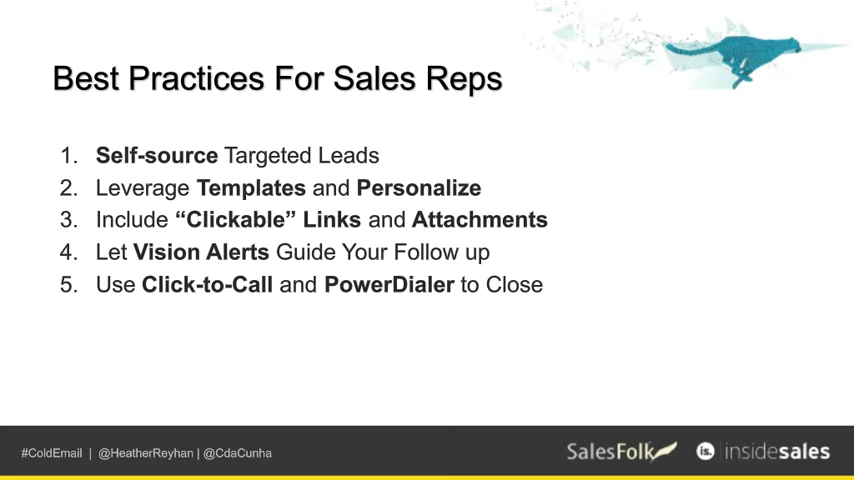 Best Practices For Sales Reps
1. Self-source Targeted Leads
2. Leverage Templates and Personalize
3. Include “Clickable” Links and Attachments
4. Let Vision Alerts Guide Your Follow up
5. Use Click-to-Call and PowerDialer to Close
#ColdEmail | @HeatherReyhan | @CdaCunha
SalesFolk is. insidesales